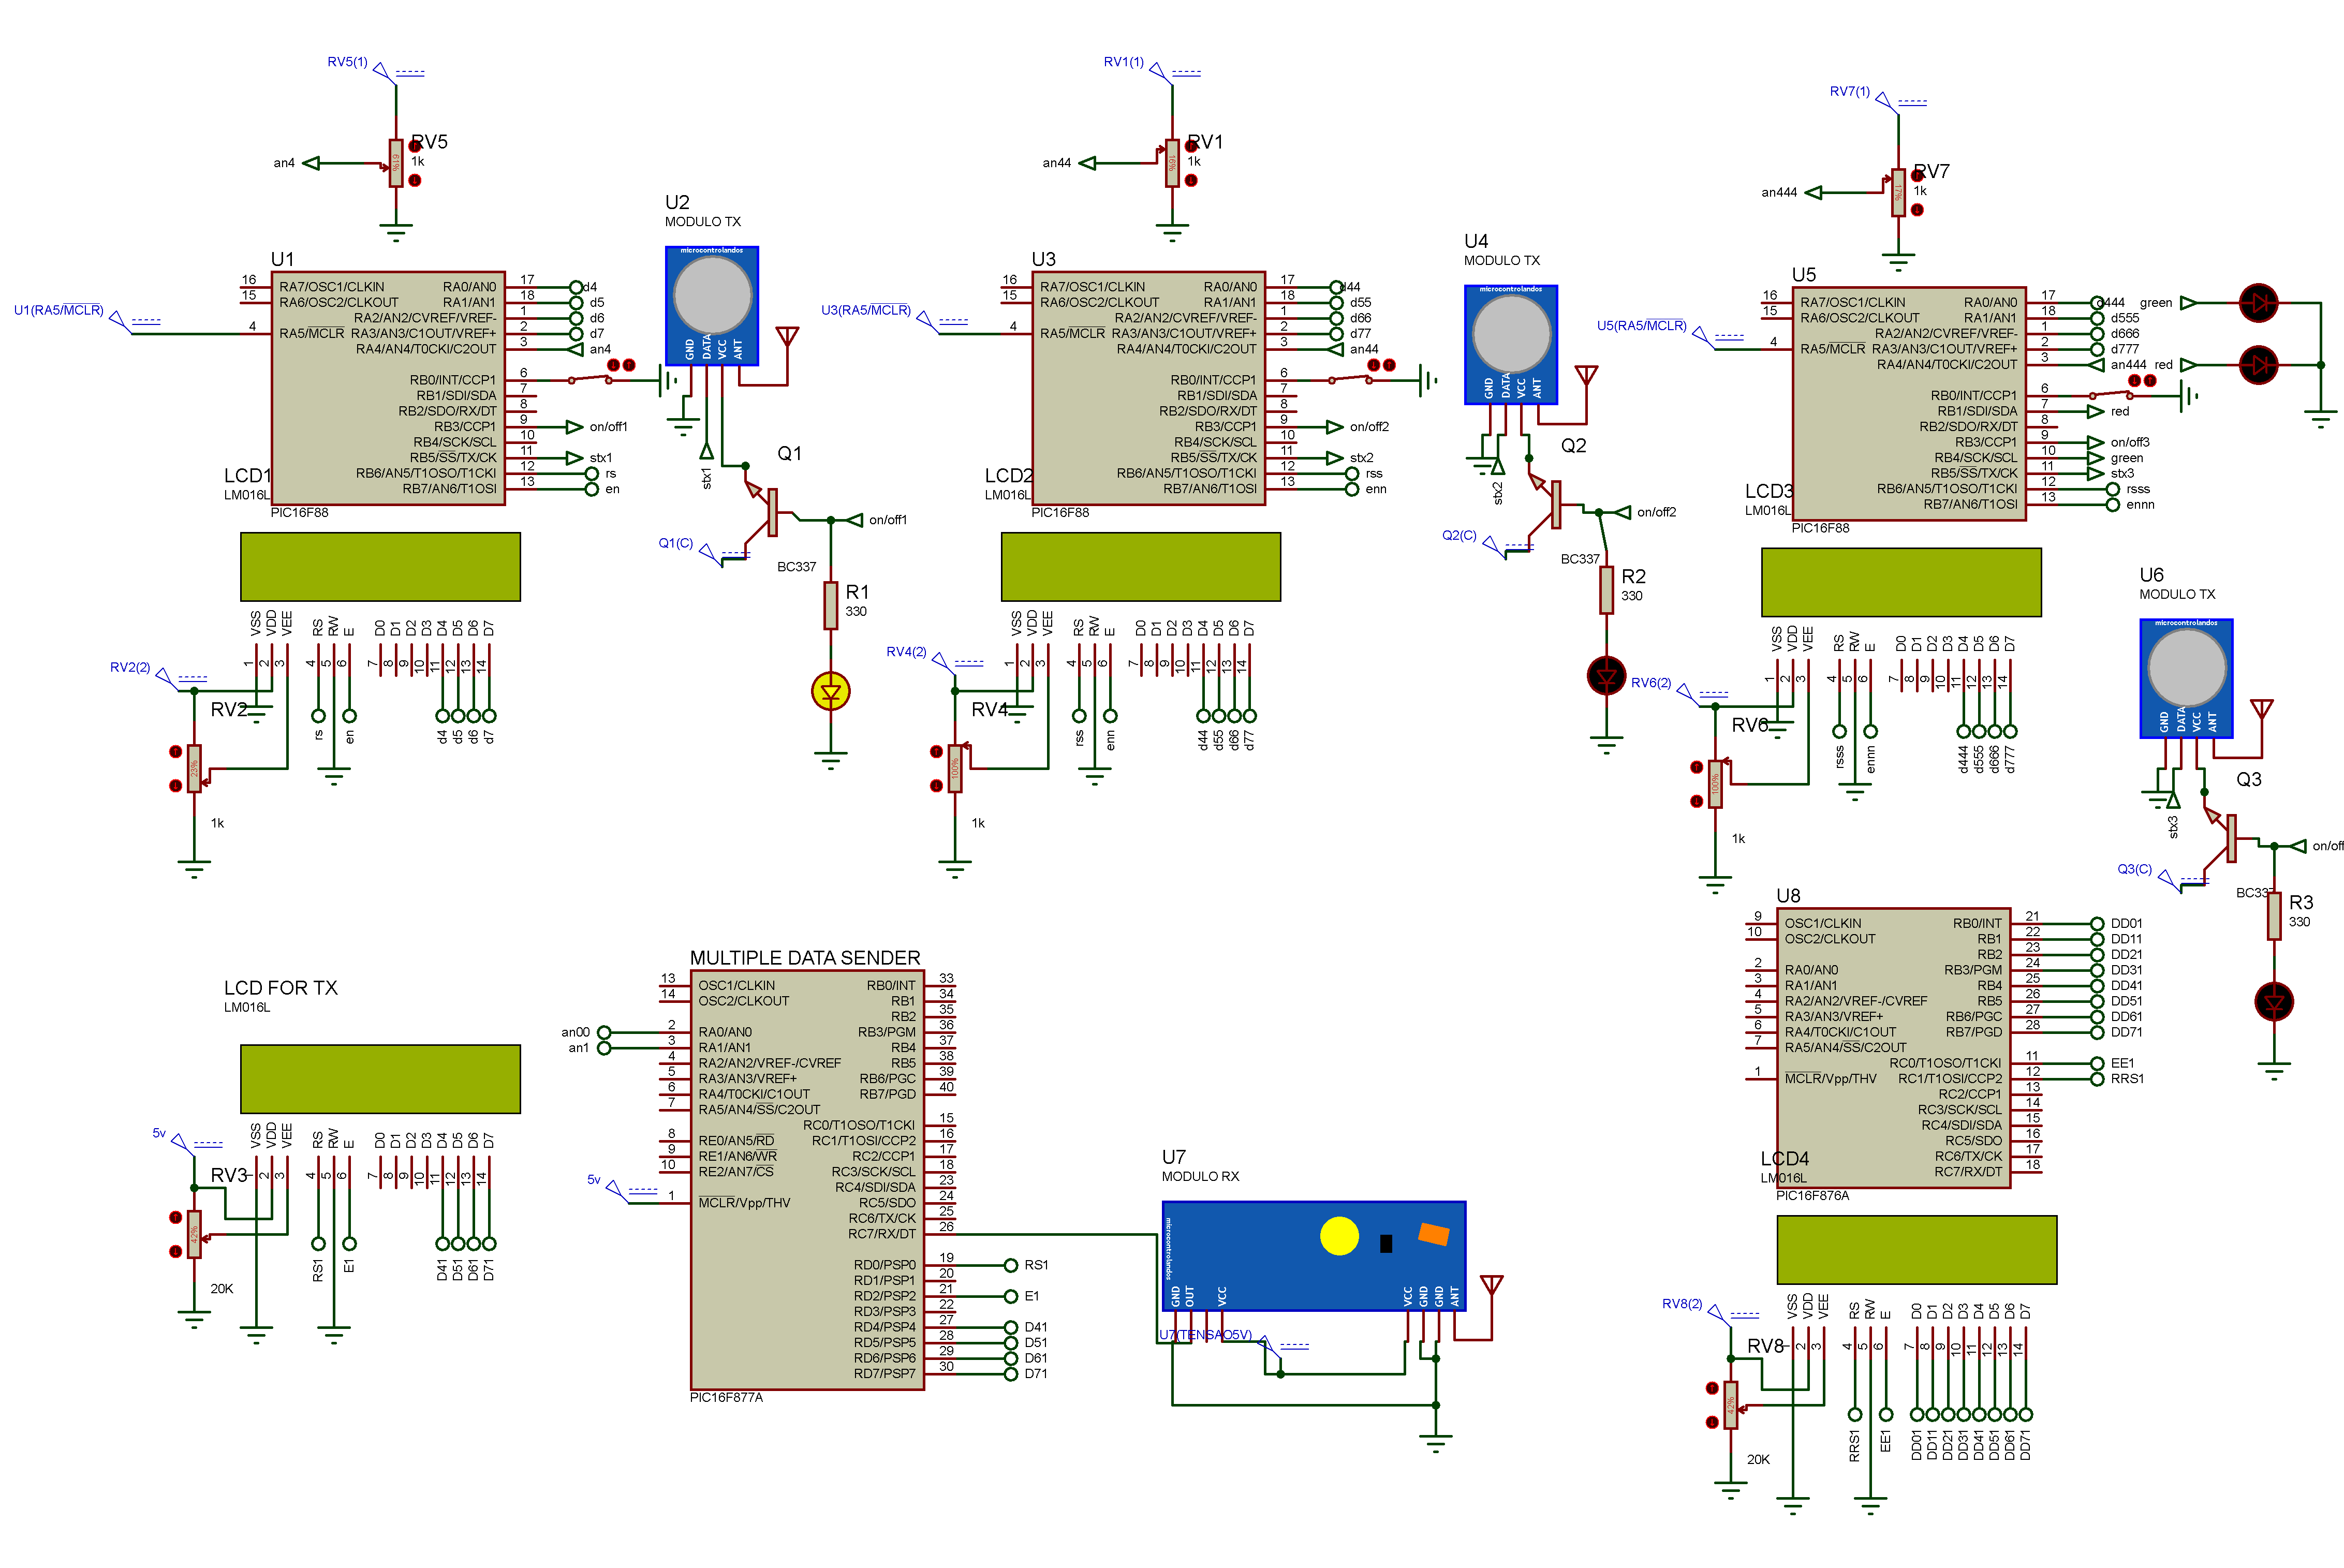 RV5(1)
RV5
1k
61%
an4
RV1(1)
RV1
1k
16%
an44
RV7(1)
RV7
1k
17%
an444
U1
U1(RA5/MCLR)
16 RA7/OSC1/CLKIN
15 RA6/OSC2/CLKOUT
4 RA5/MCLR
RA0/AN0 17 d4
RA1/AN1 18 d5
RA2/AN2/CVREF/VREF- 1 d6
RA3/AN3/C1OUT/VREF+ 2 d7
RA4/AN4/T0CKI/C2OUT 3 an4
RB0/INT/CCP1 6
RB1/SDI/SDA 7
RB2/SDO/RX/DT 8
RB3/CCP1 9 on/off1
RB4/SCK/SCL 10
RB5/SS/TX/CK 11 stx1
RB6/AN5/T1OSO/T1CKI 12 rs
RB7/AN6/T1OSI 13 en
PIC16F88
LCD1
LM016L
U2
MODULO TX
microcontrolandos
GND DATA VCC ANT
stx1
Q1
on/off1
Q1(C)
BC337
R1
330
VSS VDD VEE RS RW E D0 D1 D2 D3 D4 D5 D6 D7
1 2 3 4 5 6 7 8 9 10 11 12 13 14
rs en d4 d5 d6 d7
RV2(2)
RV2
23%
1k
U3
U3(RA5/MCLR)
16 RA7/OSC1/CLKIN
15 RA6/OSC2/CLKOUT
4 RA5/MCLR
RA0/AN0 17 d44
RA1/AN1 18 d55
RA2/AN2/CVREF/VREF- 1 d66
RA3/AN3/C1OUT/VREF+ 2 d77
RA4/AN4/T0CKI/C2OUT 3 an44
RB0/INT/CCP1 6
RB1/SDI/SDA 7
RB2/SDO/RX/DT 8
RB3/CCP1 9 on/off2
RB4/SCK/SCL 10
RB5/SS/TX/CK 11 stx2
RB6/AN5/T1OSO/T1CKI 12 rss
RB7/AN6/T1OSI 13 enn
PIC16F88
LCD2
LM016L
U4
MODULO TX
microcontrolandos
GND DATA VCC ANT
stx2
Q2
on/off2
Q2(C)
BC337
R2
330
VSS VDD VEE RS RW E D0 D1 D2 D3 D4 D5 D6 D7
1 2 3 4 5 6 7 8 9 10 11 12 13 14
rss enn d44 d55 d66 d77
RV4(2)
RV4
100%
1k
U5
U5(RA5/MCLR)
16 RA7/OSC1/CLKIN
15 RA6/OSC2/CLKOUT
4 RA5/MCLR
RA0/AN0 17 d444
RA1/AN1 18 d555
RA2/AN2/CVREF/VREF- 1 d666
RA3/AN3/C1OUT/VREF+ 2 d777
RA4/AN4/T0CKI/C2OUT 3 an444
RB0/INT/CCP1 6
RB1/SDI/SDA 7 red
RB2/SDO/RX/DT 8
RB3/CCP1 9 on/off3
RB4/SCK/SCL 10 green
RB5/SS/TX/CK 11 stx3
RB6/AN5/T1OSO/T1CKI 12 rsss
RB7/AN6/T1OSI 13 ennn
PIC16F88
green
red
LCD3
LM016L
U6
MODULO TX
microcontrolandos
GND DATA VCC ANT
stx3
Q3
on/off
Q3(C)
BC337
R3
330
VSS VDD VEE RS RW E D0 D1 D2 D3 D4 D5 D6 D7
1 2 3 4 5 6 7 8 9 10 11 12 13 14
rsss ennn d444 d555 d666 d777
RV6(2)
RV6
100%
1k
LCD FOR TX
LM016L
VSS VDD VEE RS RW E D0 D1 D2 D3 D4 D5 D6 D7
1 2 3 4 5 6 7 8 9 10 11 12 13 14
RS1 E1 D41 D51 D61 D71
5v
RV3
42%
20K
MULTIPLE DATA SENDER
13 OSC1/CLKIN
14 OSC2/CLKOUT
an00 2 RA0/AN0
an1 3 RA1/AN1
4 RA2/AN2/VREF-/CVREF
5 RA3/AN3/VREF+
6 RA4/T0CKI/C1OUT
7 RA5/AN4/SS/C2OUT
8 RE0/AN5/RD
9 RE1/AN6/WR
10 RE2/AN7/CS
5v
1 MCLR/Vpp/THV
RB0/INT 33
RB1 34
RB2 35
RB3/PGM 36
RB4 37
RB5 38
RB6/PGC 39
RB7/PGD 40
RC0/T1OSO/T1CKI 15
RC1/T1OSI/CCP2 16
RC2/CCP1 17
RC3/SCK/SCL 18
RC4/SDI/SDA 23
RC5/SDO 24
RC6/TX/CK 25
RC7/RX/DT 26
RD0/PSP0 19 RS1
RD1/PSP1 20
RD2/PSP2 21 E1
RD3/PSP3 22
RD4/PSP4 27 D41
RD5/PSP5 28 D51
RD6/PSP6 29 D61
RD7/PSP7 30 D71
PIC16F877A
U7
MODULO RX
microcontrolandos
GND OUT VCC VCC GND GND ANT
U7(TENSAO5V)
U8
9 OSC1/CLKIN
10 OSC2/CLKOUT
2 RA0/AN0
3 RA1/AN1
4 RA2/AN2/VREF-/CVREF
5 RA3/AN3/VREF+
6 RA4/T0CKI/C1OUT
7 RA5/AN4/SS/C2OUT
1 MCLR/Vpp/THV
RB0/INT 21 DD01
RB1 22 DD11
RB2 23 DD21
RB3/PGM 24 DD31
RB4 25 DD41
RB5 26 DD51
RB6/PGC 27 DD61
RB7/PGD 28 DD71
RC0/T1OSO/T1CKI 11 EE1
RC1/T1OSI/CCP2 12 RRS1
RC2/CCP1 13
RC3/SCK/SCL 14
RC4/SDI/SDA 15
RC5/SDO 16
RC6/TX/CK 17
RC7/RX/DT 18
PIC16F876A
LCD4
LM016L
VSS VDD VEE RS RW E D0 D1 D2 D3 D4 D5 D6 D7
1 2 3 4 5 6 7 8 9 10 11 12 13 14
RRS1 EE1 DD01 DD11 DD21 DD31 DD41 DD51 DD61 DD71
RV8(2)
RV8
42%
20K